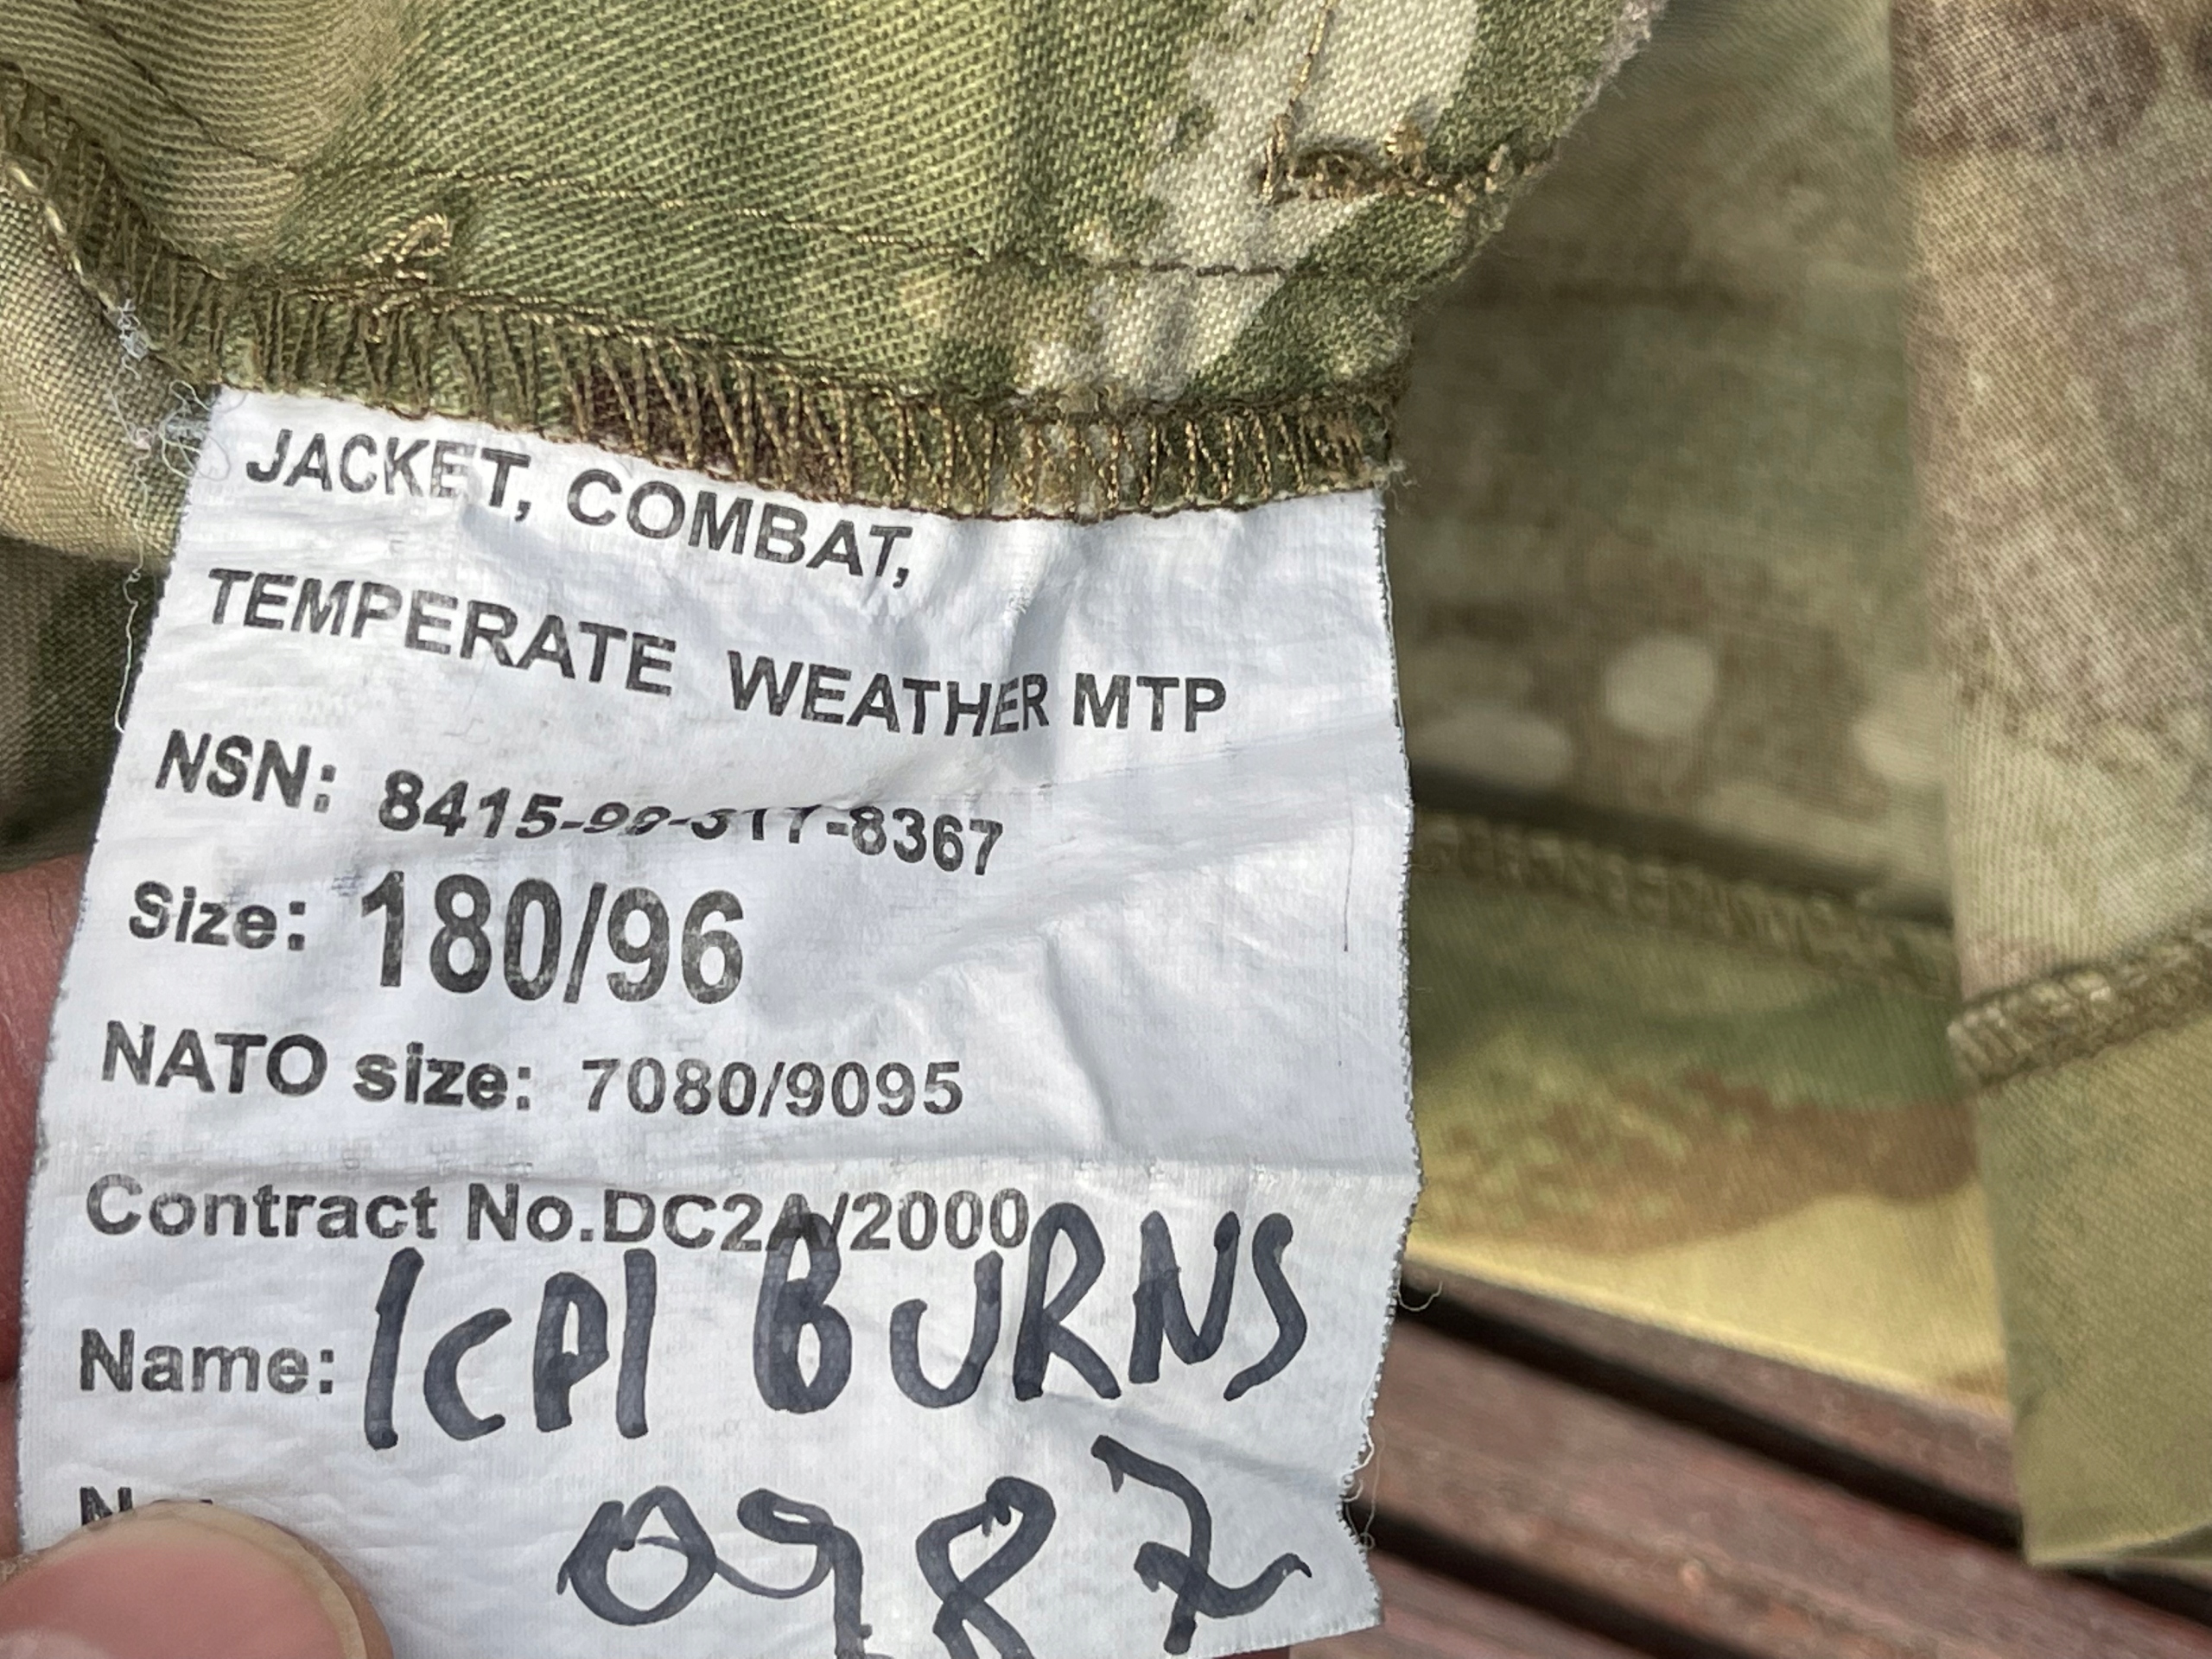 JACKET, COMBAT,
TEMPERATE WEATHER MTP
NSN: 8415-99-317-8367
Size: 180/96
NATO size: 7080/9095
Contract No.DC2A/2000
Name: lcpl BURNS
0987